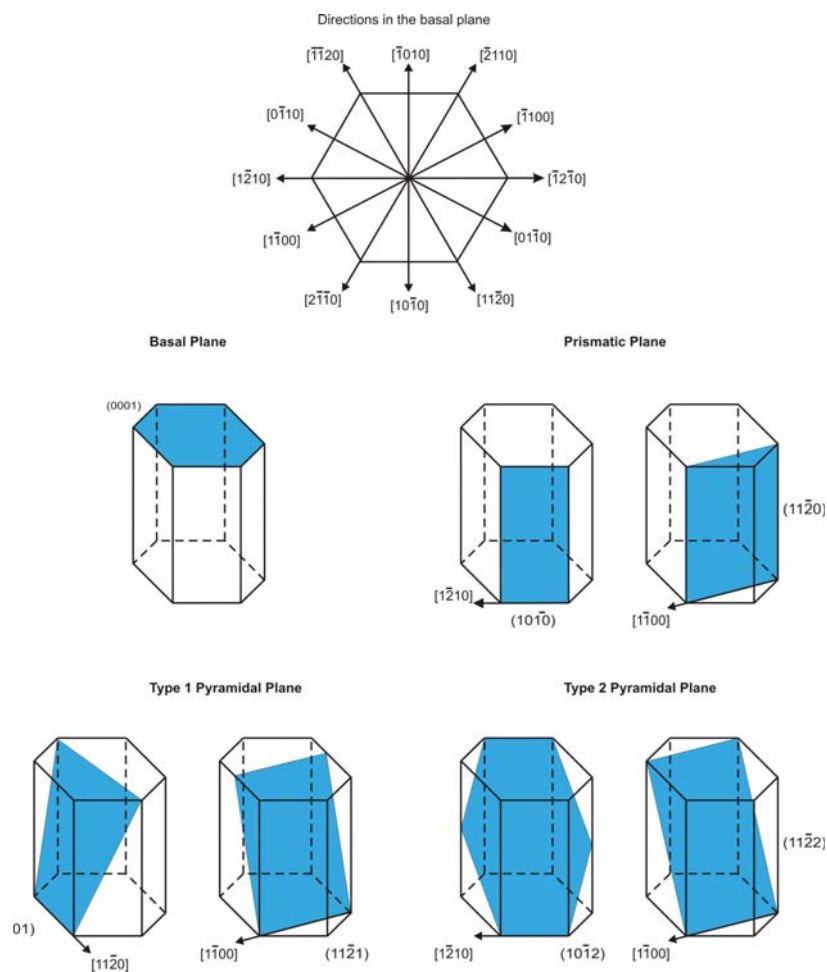 Directions in the basal plane
[1̄1̄20] [1̄010] [2̄110]
[01̄10] [1̄100]
[12̄10] [1̄21̄0]
[11̄00] [011̄0]
[21̄1̄0] [101̄0] [112̄0]
Basal Plane
Prismatic Plane
(0001)
(112̄0)
[12̄10]
(101̄0)
[11̄00]
Type 1 Pyramidal Plane
Type 2 Pyramidal Plane
(112̄2)
01)
[112̄0]
[11̄00]
(112̄1)
[12̄10]
(101̄2)
[11̄00]